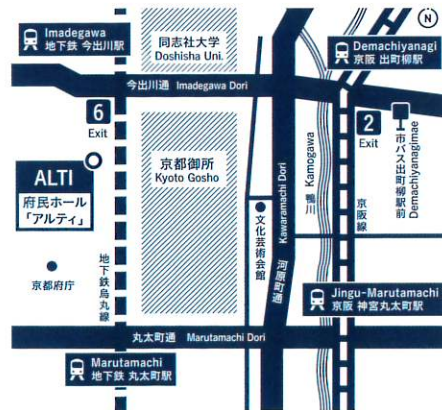 N
Imadegawa
地下鉄 今出川駅
同志社大学
Doshisha Uni.
Demachiyanagi
京阪 出町柳駅
今出川通 Imadegawa Dori
6
Exit
2
Exit
市バス出町柳駅前
Demachiyanagimae
ALTI
府民ホール
「アルティ」
京都御所
Kyoto Gosho
Kawaramachi Dori
河原町通
Kamogawa
鴨川
京阪線
文化芸術会館
京都府庁
地下鉄烏丸線
Jingu-Marutamachi
京阪 神宮丸太町駅
丸太町通 Marutamachi Dori
Marutamachi
地下鉄 丸太町駅